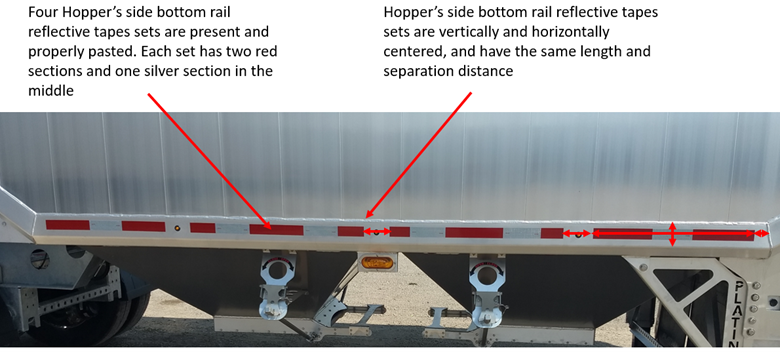 Four Hopper's side bottom rail
reflective tapes sets are present and
properly pasted. Each set has two red
sections and one silver section in the
middle
Hopper's side bottom rail reflective tapes
sets are vertically and horizontally
centered, and have the same length and
separation distance
PLATIN